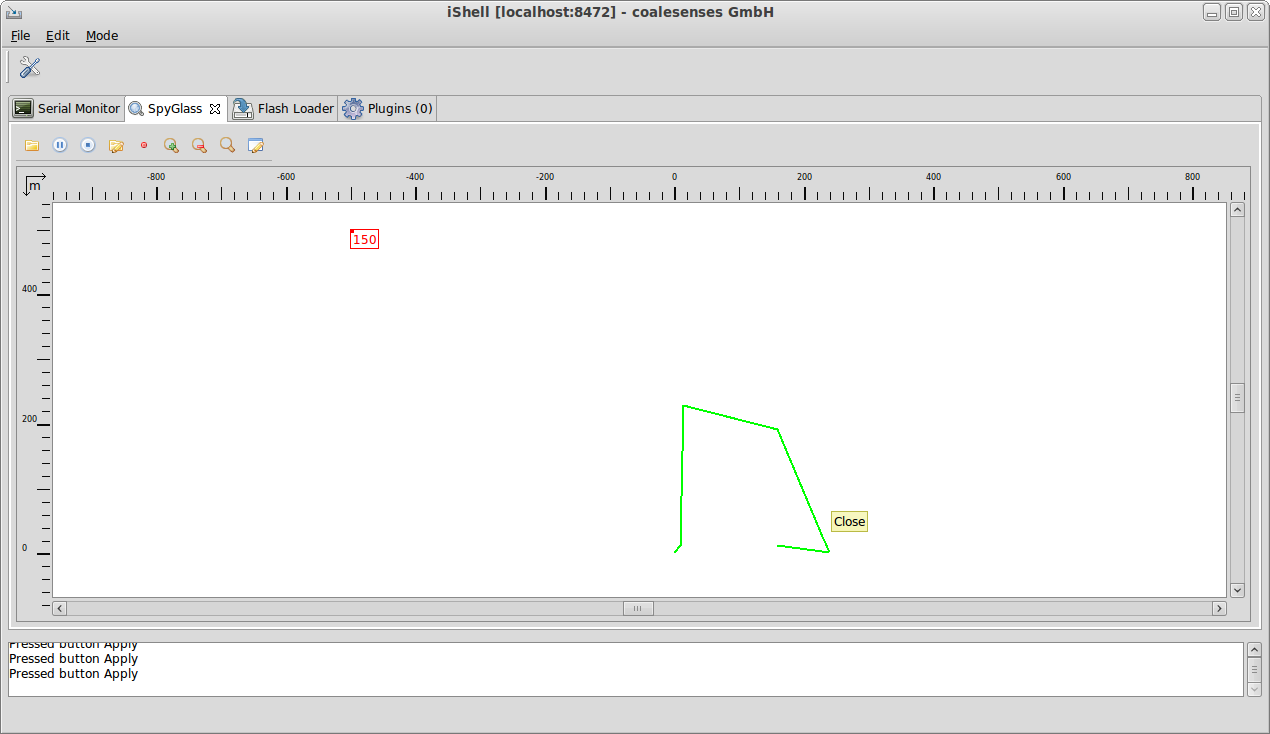 iShell [localhost:8472] - coalesenses GmbH
File Edit Mode
Serial Monitor SpyGlass Flash Loader Plugins (0)
m
-800 -600 -400 -200 0 200 400 600 800
150
400
200
Close
0
Pressed button Apply
Pressed button Apply
Pressed button Apply